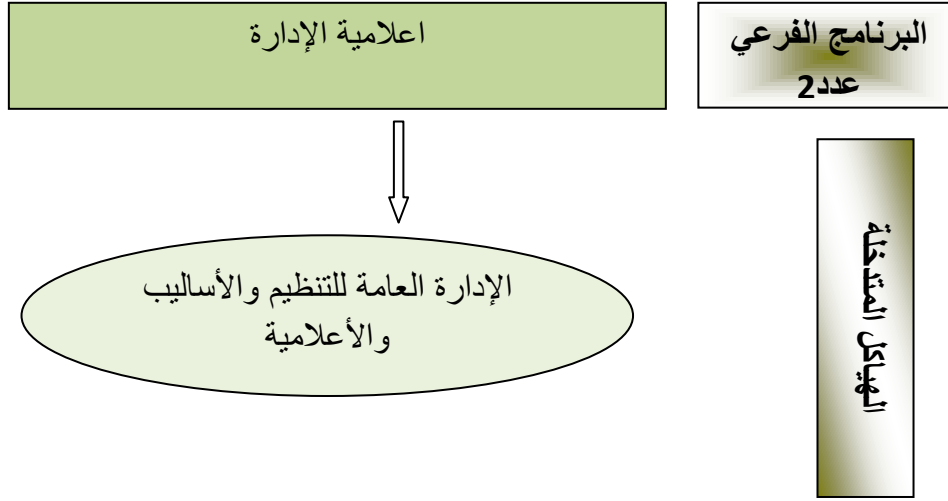 البرنامج الفرعي
عدد2
اعلامية الإدارة
الهياكل المتدخلة
الإدارة العامة للتنظيم والأساليب
والأعلامية